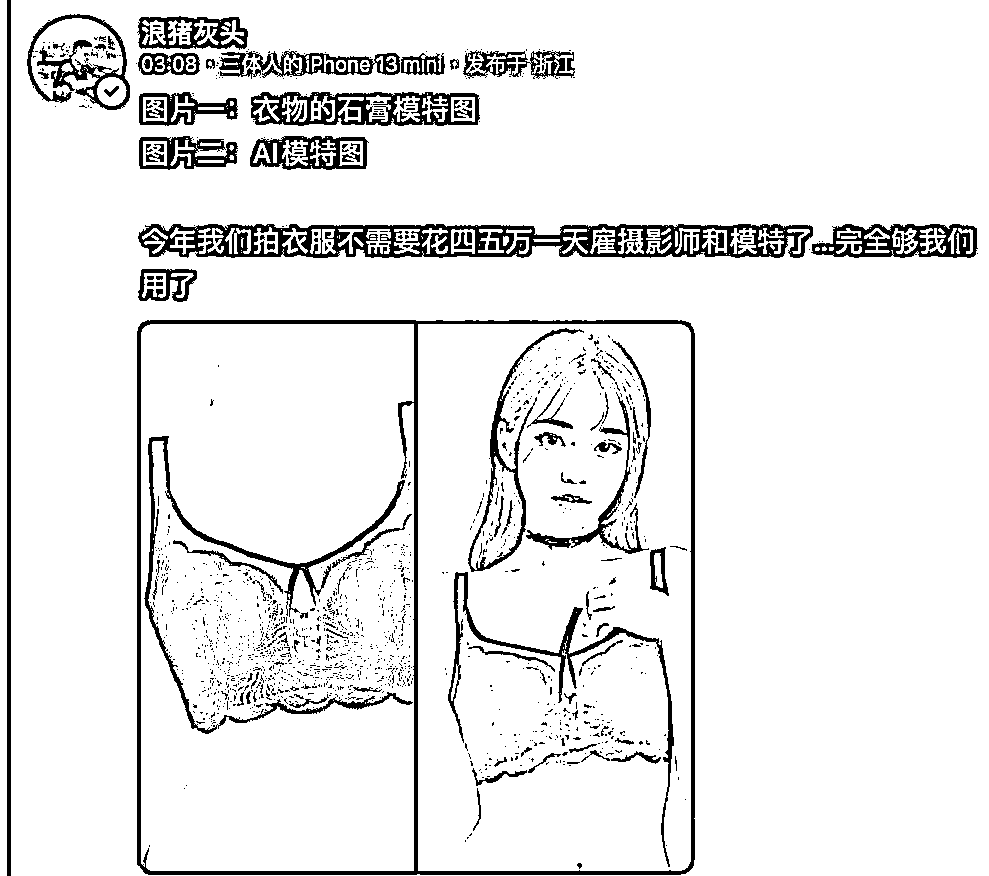 浪猪灰头
03:08 · 三体人的 iPhone 13 mini · 发布于 浙江
图片一：衣物的石膏模特图
图片二：AI模特图
今年我们拍衣服不需要花四五万一天雇摄影师和模特了...完全够我们
用了